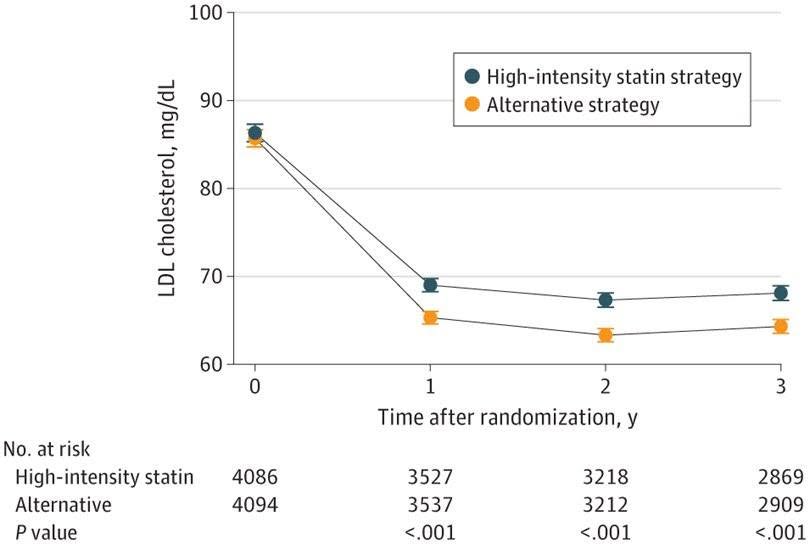 100
90
80
70
60
LDL cholesterol, mg/dL
High-intensity statin strategy
Alternative strategy
0 1 2 3
Time after randomization, y
No. at risk
High-intensity statin 4086 3527 3218 2869
Alternative 4094 3537 3212 2909
P value <.001 <.001 <.001